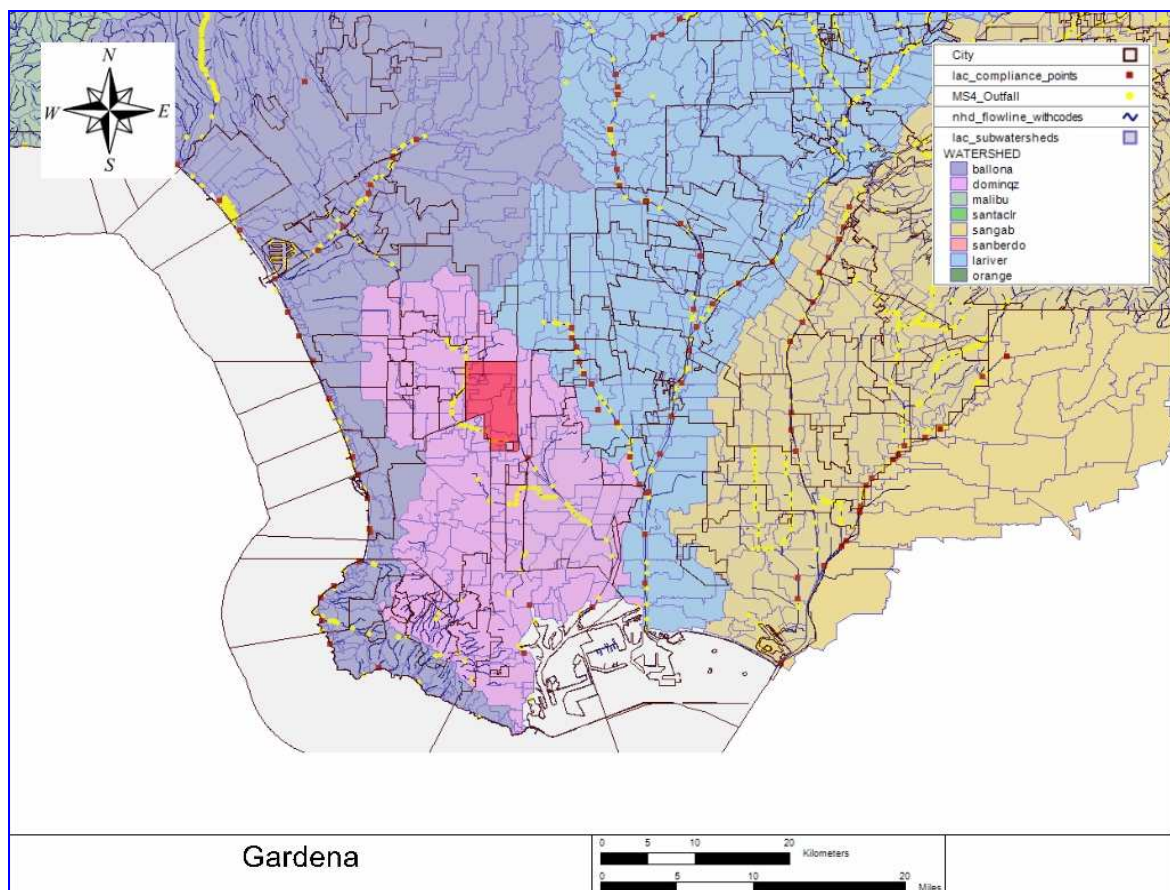 N
W E
S
City
lac_compliance_points
MS4_Outfall
nhd_flowline_withcodes
lac_subwatersheds
WATERSHED
ballona
dominqz
malibu
santaclr
sangab
sanberdo
lariver
orange
Gardena
0 5 10 20
Kilometers
0 5 10 20
Miles